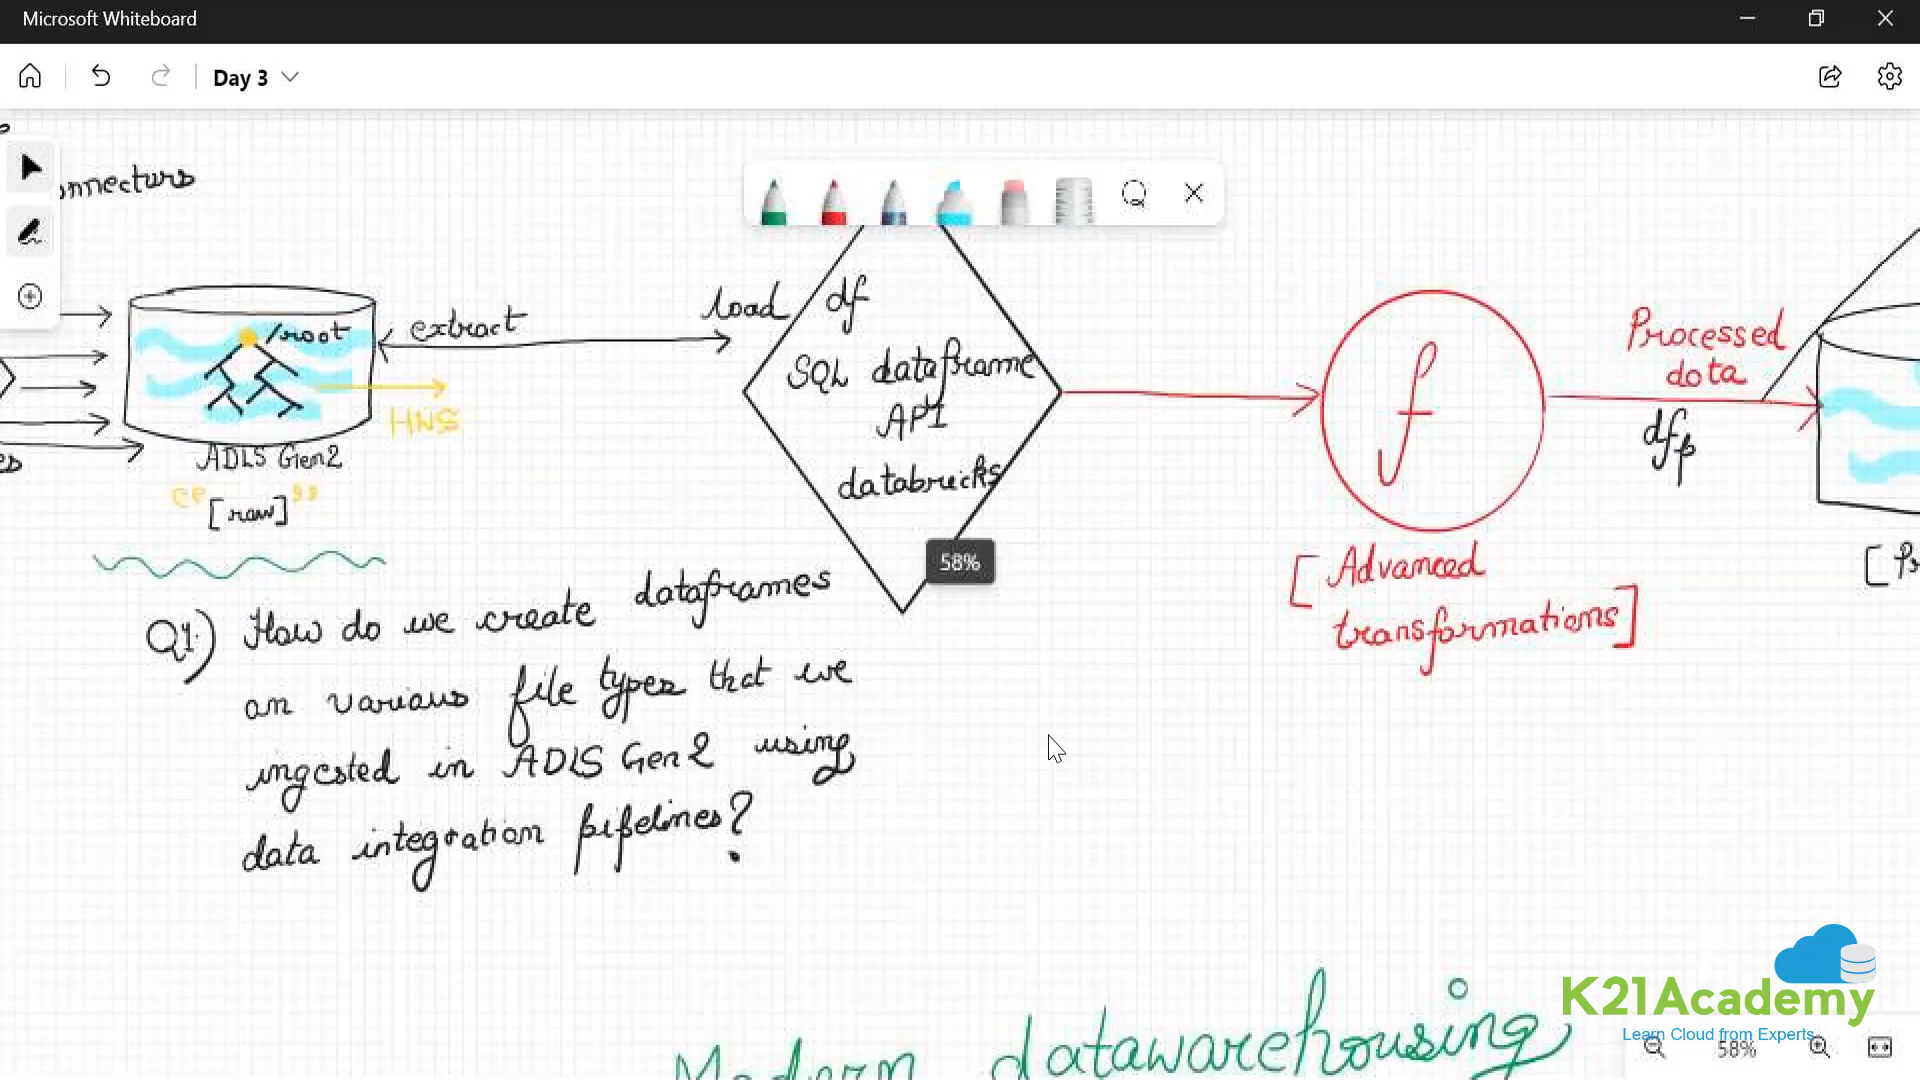 Microsoft Whiteboard
Day 3
onnecturs
/root
extract
HNS
ADLS Gen2
"[raw]"
load
df
SQL dataframe
API
databricks
58%
f
Processed
data
dfp
[Advanced
transformations]
Q1) How do we create dataframes
on various file types that we
ingested in ADLS Gen2 using
data integration pipelines?
Modern datawarehousing
K21Academy
Learn Cloud from Experts
58%